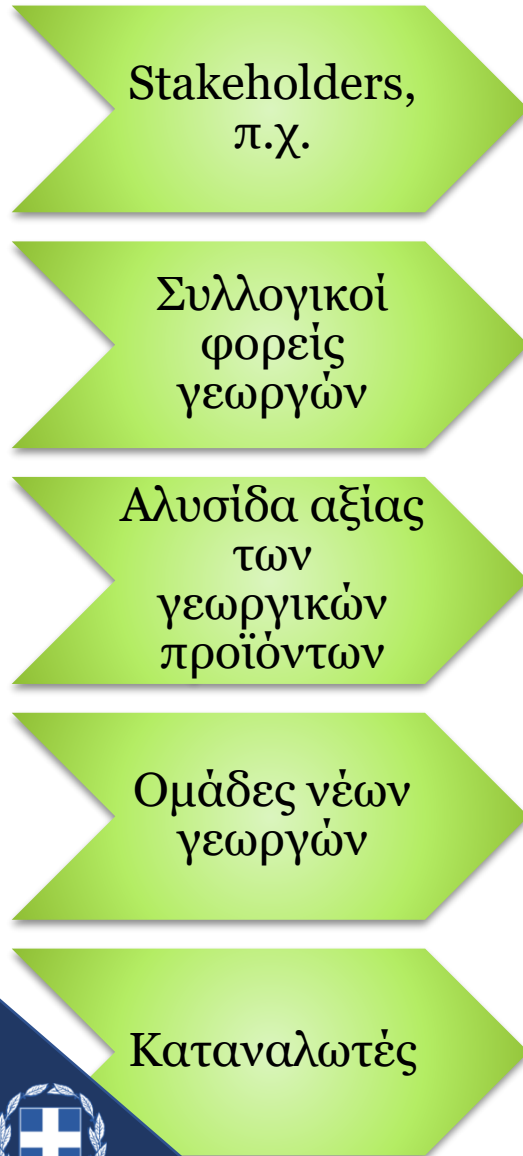 Stakeholders,
π.χ.
Συλλογικοί
φορείς
γεωργών
Αλυσίδα αξίας
των
γεωργικών
προϊόντων
Ομάδες νέων
γεωργών
Καταναλωτές